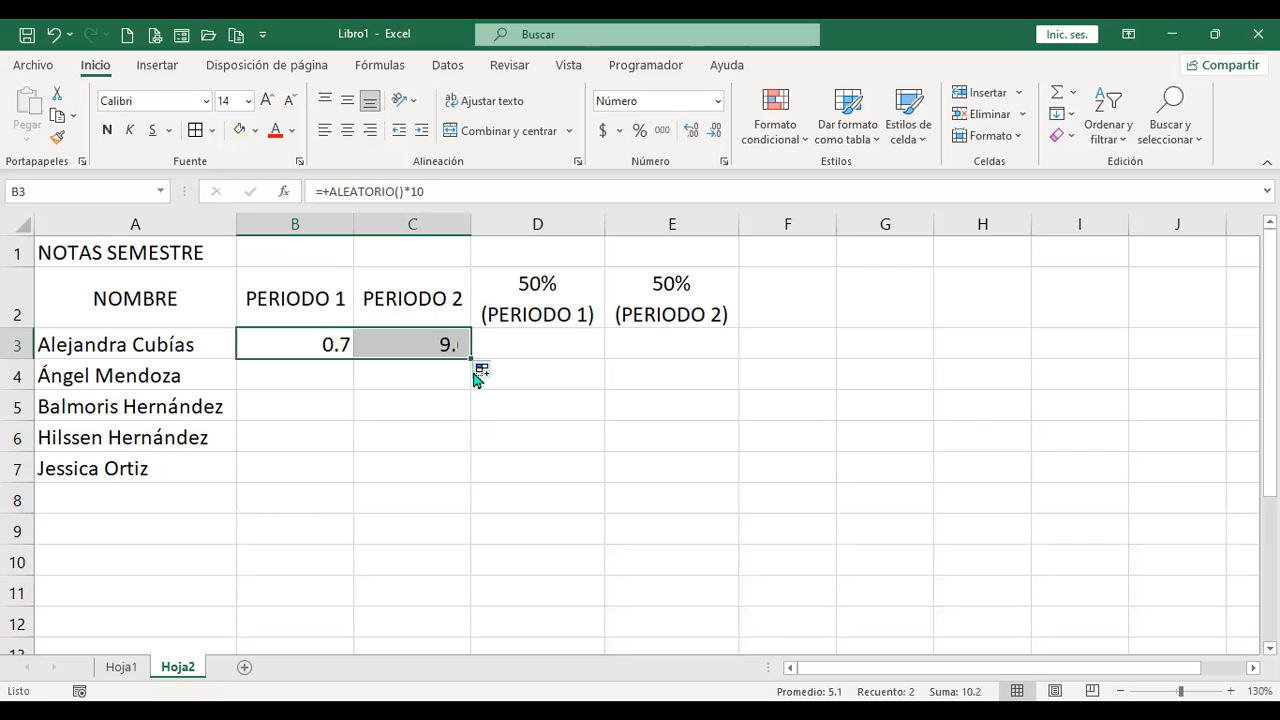 Libro1 - Excel
Buscar
Inic. ses.
Archivo Inicio Insertar Disposición de página Fórmulas Datos Revisar Vista Programador Ayuda
Compartir
Pegar
Calibri 14
N K S
Ajustar texto
Combinar y centrar
Número
$ % 000
Formato condicional
Dar formato como tabla
Estilos de celda
Insertar
Eliminar
Formato
Ordenar y filtrar
Buscar y seleccionar
Portapapeles Fuente Alineación Número Estilos Celdas Edición
B3 =+ALEATORIO()*10
A B C D E F G H I J
1 NOTAS SEMESTRE
2 NOMBRE PERIODO 1 PERIODO 2 50% (PERIODO 1) 50% (PERIODO 2)
3 Alejandra Cubías 0.7
4 Ángel Mendoza
5 Balmoris Hernández
6 Hilssen Hernández
7 Jessica Ortiz
8
9
10
11
12
Hoja1 Hoja2
Listo Promedio: 5.1 Recuento: 2 Suma: 10.2 130%